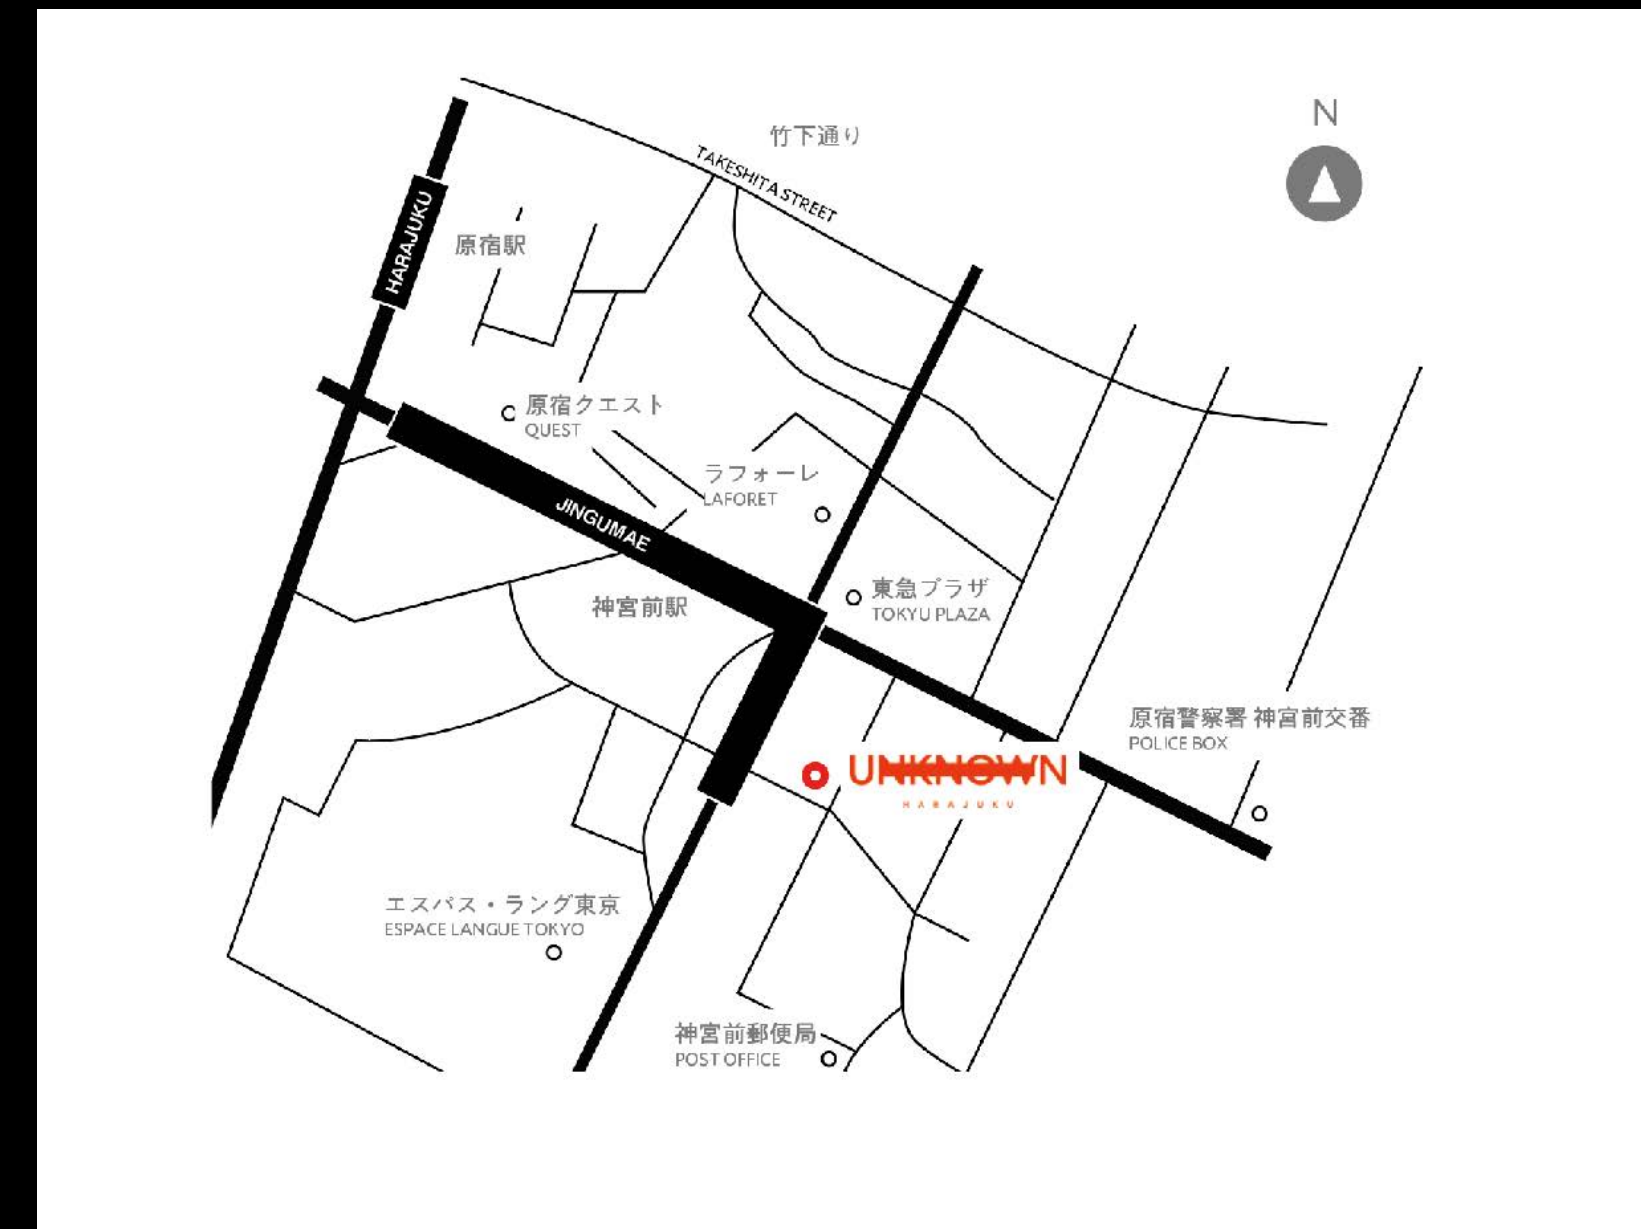 N
竹下通り
TAKESHITA STREET
HARAJUKU
原宿駅
原宿クエスト
QUEST
ラフォーレ
LAFORET
JINGUMAE
東急プラザ
TOKYU PLAZA
神宮前駅
原宿警察署 神宮前交番
POLICE BOX
UNKNOWN
HARAJUKU
エスパス・ラング東京
ESPACE LANGUE TOKYO
神宮前郵便局
POST OFFICE